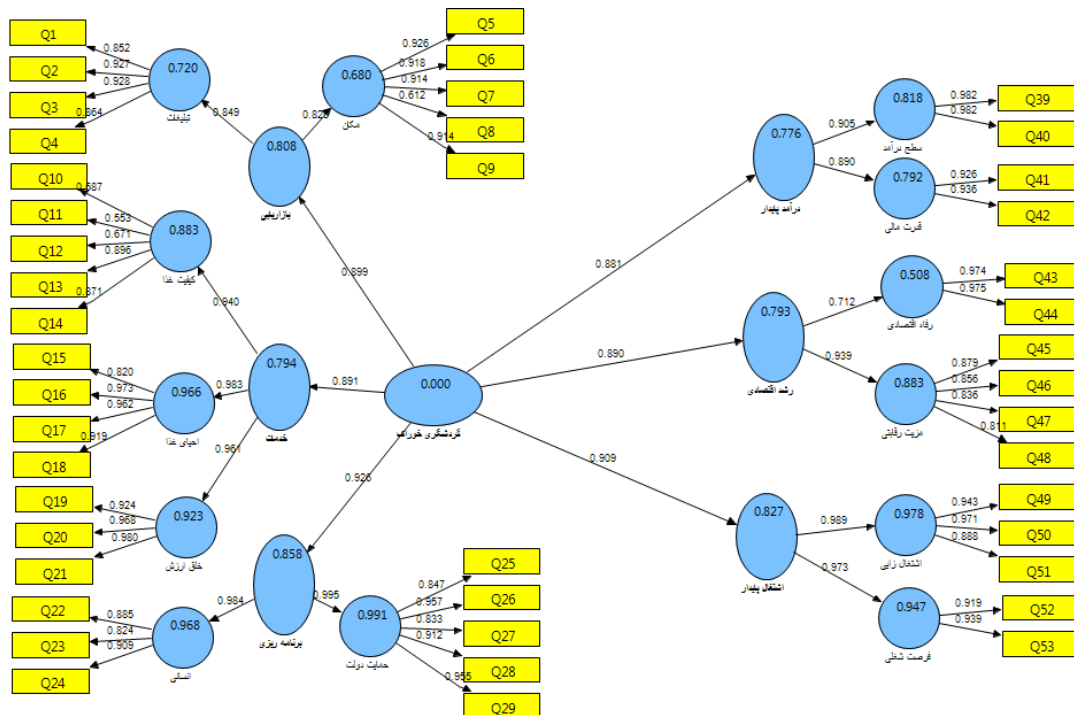 Q1
0.852
Q2
0.927
Q3
0.928
Q4
0.864
0.720
تبلیغات
0.849
0.680
مکان
0.926
Q5
0.918
Q6
0.914
Q7
0.612
Q8
0.914
Q9
0.808
بازاریابی
0.899
Q10
Q11
0.553
Q12
0.671
Q13
0.896
Q14
0.871
0.883
کیفیت غذا
0.940
0.794
خدمت
0.891
0.000
گردشگری خوراک
Q15
0.820
Q16
0.973
Q17
0.962
Q18
0.919
0.966
احیای غذا
0.983
0.961
Q19
0.924
Q20
0.968
Q21
0.980
0.923
خلق ارزش
Q22
0.885
Q23
0.824
Q24
0.909
0.968
انسانی
0.984
0.858
برنامه ریزی
0.926
0.995
0.991
حمایت دولت
0.847
Q25
0.957
Q26
0.833
Q27
0.912
Q28
0.955
Q29
0.881
0.776
درآمد پایدار
0.905
0.818
سطح درآمد
0.982
Q39
0.982
Q40
0.890
0.792
قدرت مالی
0.926
Q41
0.936
Q42
0.890
0.793
رشد اقتصادی
0.712
0.508
رفاه اقتصادی
0.974
Q43
0.975
Q44
0.939
0.883
مزیت رقابتی
0.879
Q45
0.856
Q46
0.836
Q47
0.811
Q48
0.909
0.827
اشتغال پایدار
0.989
0.978
اشتغال زایی
0.943
Q49
0.971
Q50
0.888
Q51
0.973
0.947
فرصت شغلی
0.919
Q52
0.939
Q53